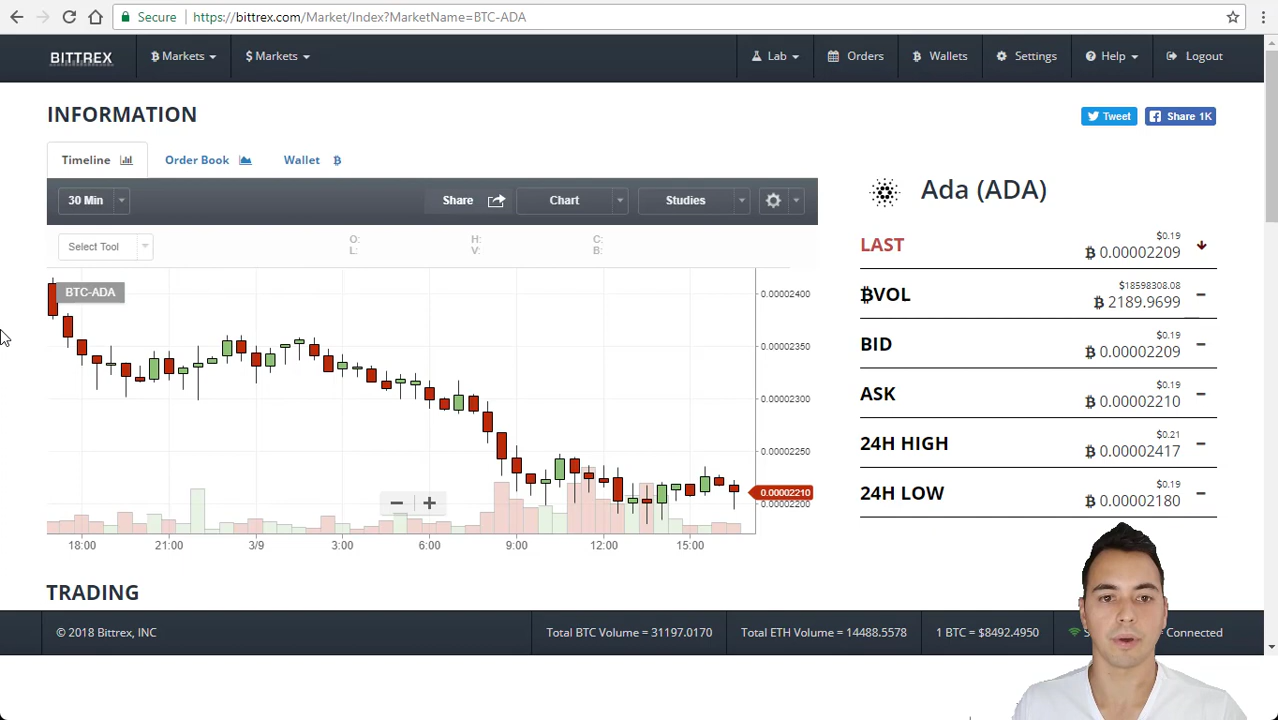 Secure https://bittrex.com/Market/Index?MarketName=BTC-ADA
BITTREX Markets $ Markets Lab Orders Wallets Settings Help Logout
INFORMATION
Tweet Share 1K
Timeline Order Book Wallet
Ada (ADA)
30 Min Share Chart Studies
Select Tool O: H: C:
L: V: B:
BTC-ADA
0.00002400
0.00002350
0.00002300
0.00002250
0.00002210
0.00002200
18:00 21:00 3/9 3:00 6:00 9:00 12:00 15:00
$0.19
LAST Ƀ 0.00002209
$18598308.08
ɃVOL Ƀ 2189.9699
$0.19
BID Ƀ 0.00002209
$0.19
ASK Ƀ 0.00002210
$0.21
24H HIGH Ƀ 0.00002417
$0.19
24H LOW Ƀ 0.00002180
TRADING
© 2018 Bittrex, INC Total BTC Volume = 31197.0170 Total ETH Volume = 14488.5578 1 BTC = $8492.4950 Connected